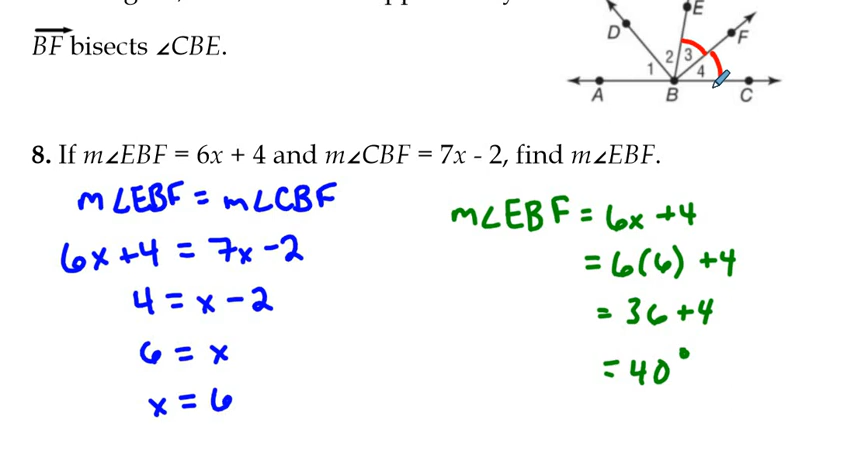 BF bisects ∠CBE.
E
D
F
2
3
1
4
A
B
C
8. If m∠EBF = 6x + 4 and m∠CBF = 7x - 2, find m∠EBF.
m∠EBF = m∠CBF
6x + 4 = 7x - 2
4 = x - 2
6 = x
x = 6
m∠EBF = 6x + 4
= 6(6) + 4
= 36 + 4
= 40°